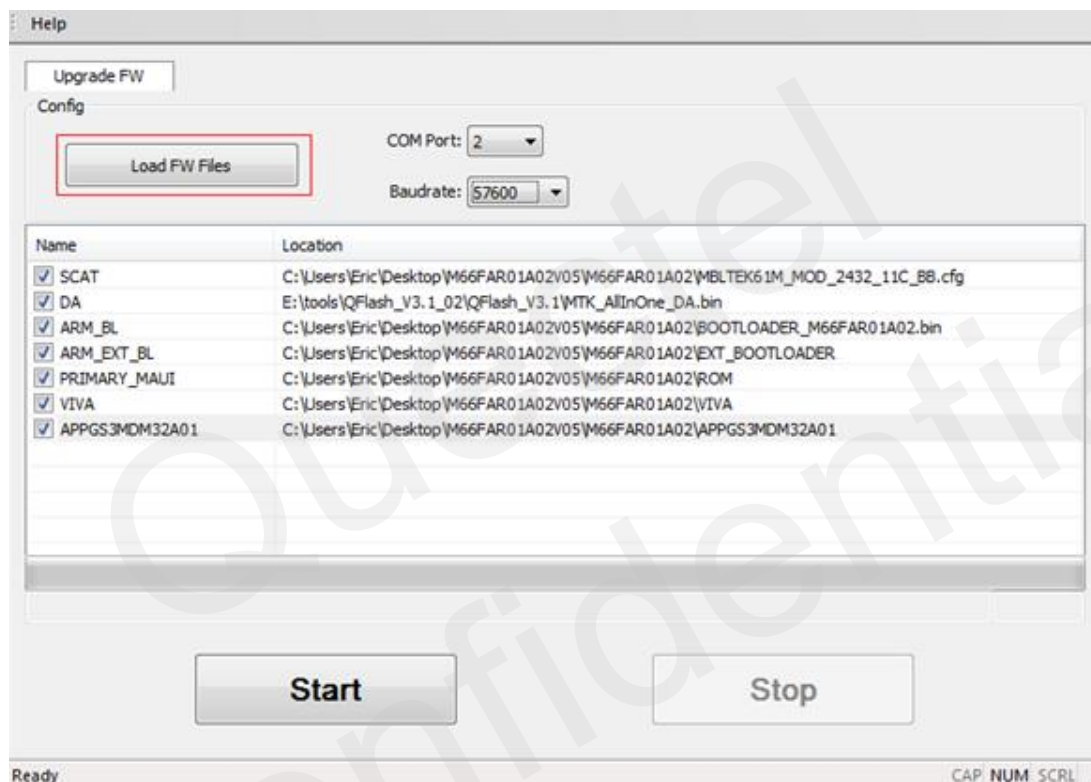 Help
Upgrade FW
Config
Load FW Files
COM Port: 2
Baudrate: 57600
Name Location
SCAT C:\Users\Eric\Desktop\M66FAR01A02V05\M66FAR01A02\MBLTEK61M_MOD_2432_11C_BB.cfg
DA E:\tools\QFlash_V3.1_02\QFlash_V3.1\MTK_AllInOne_DA.bin
ARM_BL C:\Users\Eric\Desktop\M66FAR01A02V05\M66FAR01A02\BOOTLOADER_M66FAR01A02.bin
ARM_EXT_BL C:\Users\Eric\Desktop\M66FAR01A02V05\M66FAR01A02\EXT_BOOTLOADER
PRIMARY_MAUI C:\Users\Eric\Desktop\M66FAR01A02V05\M66FAR01A02\ROM
VIVA C:\Users\Eric\Desktop\M66FAR01A02V05\M66FAR01A02\VIVA
APPGS3MDM32A01 C:\Users\Eric\Desktop\M66FAR01A02V05\M66FAR01A02\APPGS3MDM32A01
Start Stop
Ready CAP NUM SCRL
Quectel
onfidentia